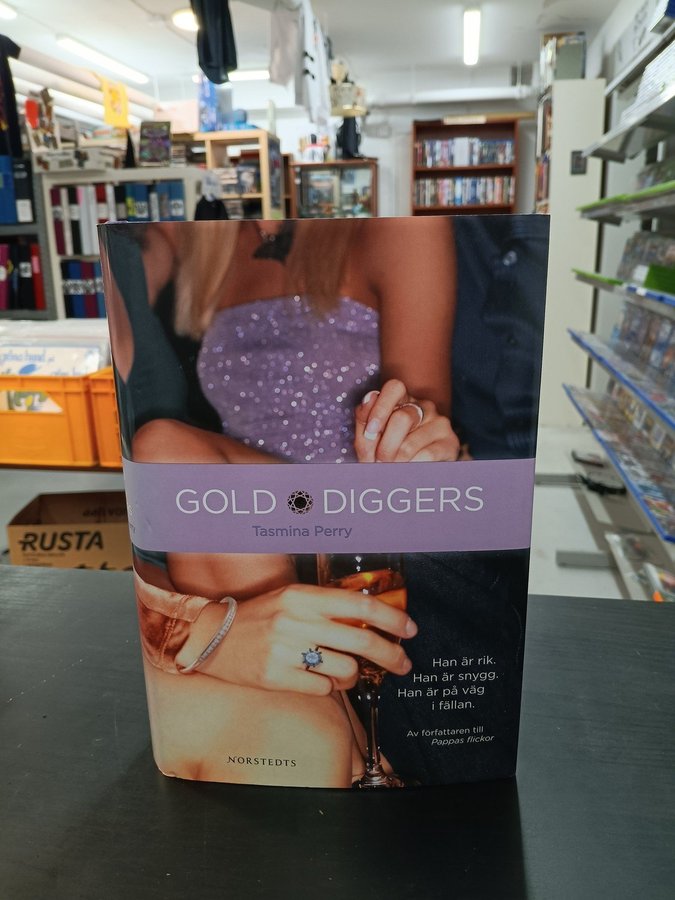 GOLD DIGGERS
Tasmina Perry
Han är rik.
Han är snygg.
Han är på väg
i fällan.
Av författaren till
Pappas flickor
NORSTEDTS
RUSTA